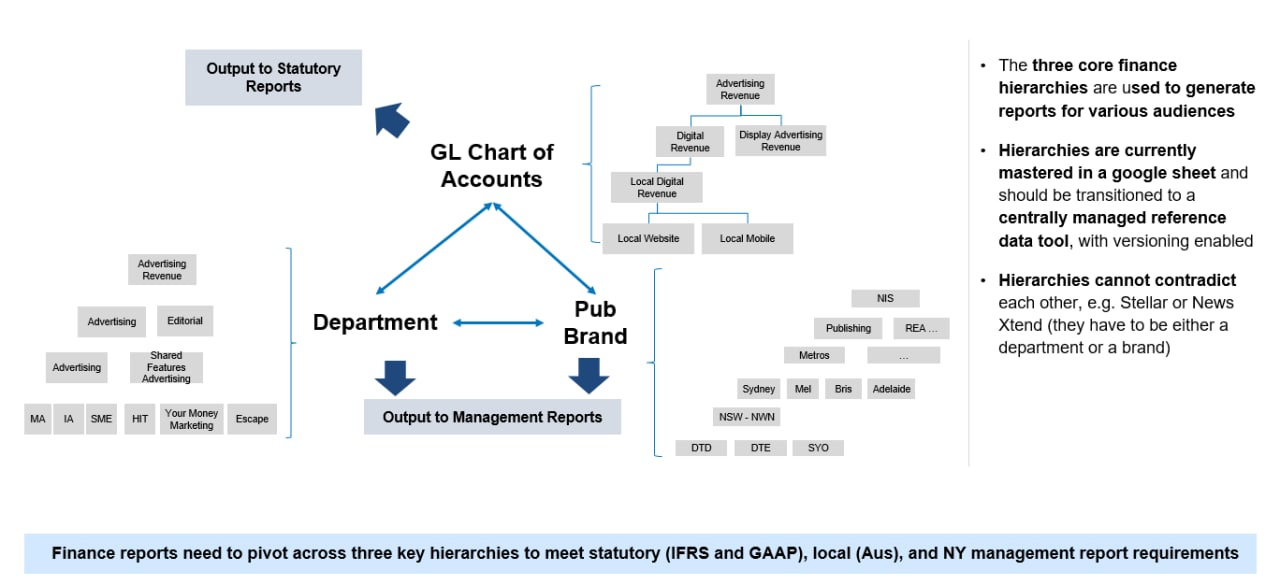 Output to Statutory
Reports
GL Chart of
Accounts
Advertising
Revenue
Digital
Revenue
Display Advertising
Revenue
Local Digital
Revenue
Local Website
Local Mobile
Advertising
Revenue
Advertising
Editorial
Advertising
Shared
Features
Advertising
MA
IA
SME
HIT
Your Money
Marketing
Escape
Department
Pub
Brand
Output to Management Reports
NIS
Publishing
REA ...
Metros
...
Sydney
Mel
Bris
Adelaide
NSW - NWN
DTD
DTE
SYO
• The three core finance
hierarchies are used to generate
reports for various audiences
• Hierarchies are currently
mastered in a google sheet and
should be transitioned to a
centrally managed reference
data tool, with versioning enabled
• Hierarchies cannot contradict
each other, e.g. Stellar or News
Xtend (they have to be either a
department or a brand)
Finance reports need to pivot across three key hierarchies to meet statutory (IFRS and GAAP), local (Aus), and NY management report requirements